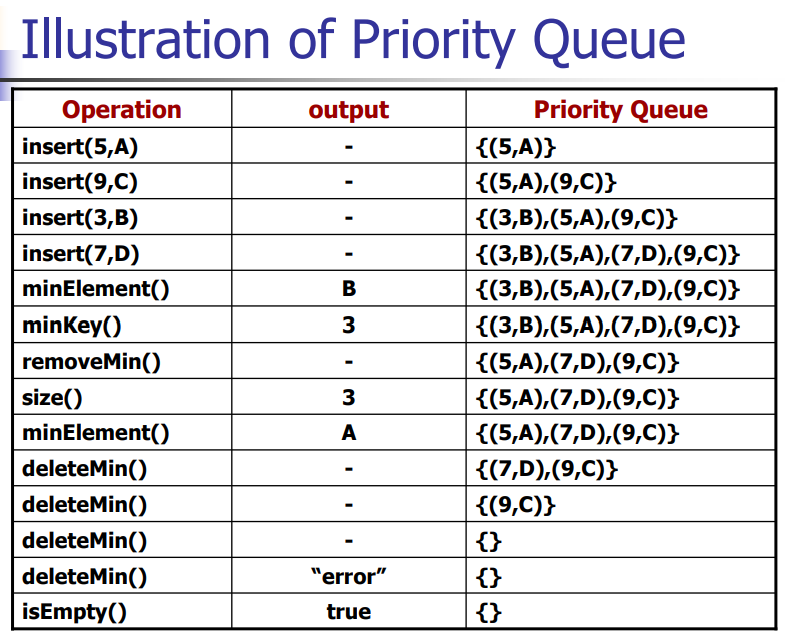 Illustration of Priority Queue
Operation output Priority Queue
insert(5,A) - {(5,A)}
insert(9,C) - {(5,A),(9,C)}
insert(3,B) - {(3,B),(5,A),(9,C)}
insert(7,D) - {(3,B),(5,A),(7,D),(9,C)}
minElement() B {(3,B),(5,A),(7,D),(9,C)}
minKey() 3 {(3,B),(5,A),(7,D),(9,C)}
removeMin() - {(5,A),(7,D),(9,C)}
size() 3 {(5,A),(7,D),(9,C)}
minElement() A {(5,A),(7,D),(9,C)}
deleteMin() - {(7,D),(9,C)}
deleteMin() - {(9,C)}
deleteMin() - {}
deleteMin() “error” {}
isEmpty() true {}